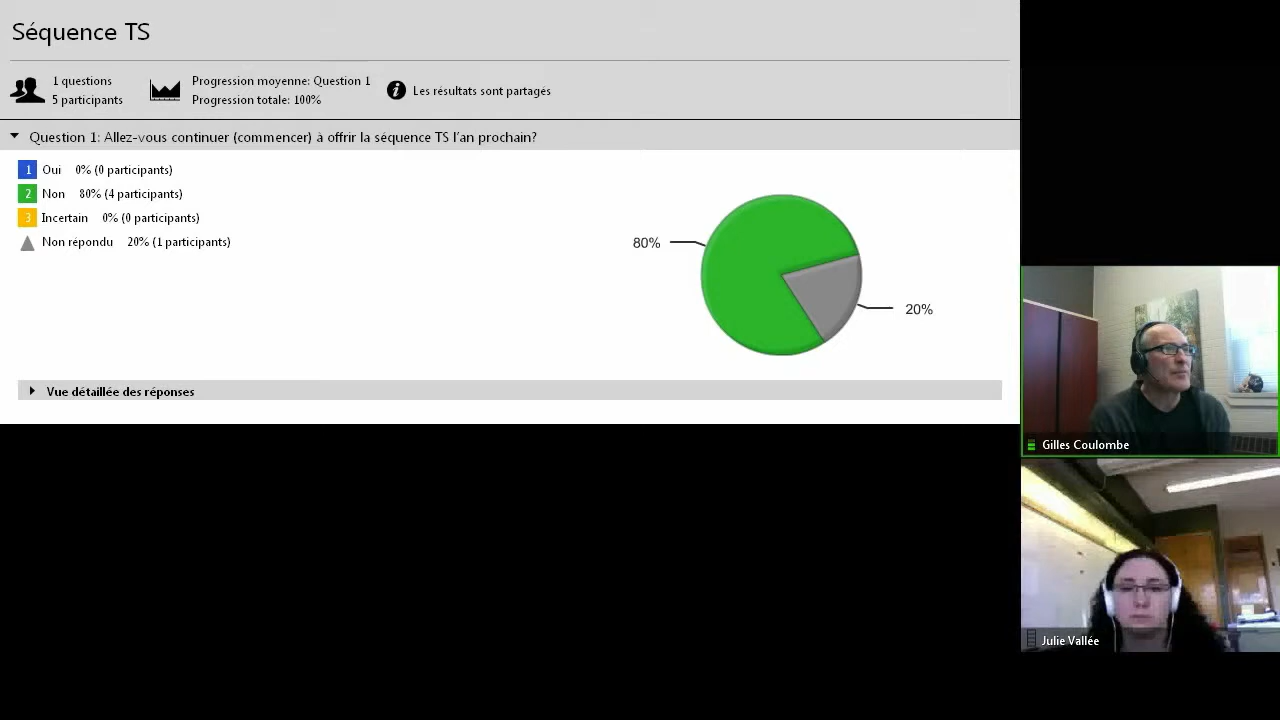 Séquence TS
1 questions
5 participants
Progression moyenne: Question 1
Progression totale: 100%
Les résultats sont partagés
Question 1: Allez-vous continuer (commencer) à offrir la séquence TS l'an prochain?
1 Oui 0% (0 participants)
2 Non 80% (4 participants)
3 Incertain 0% (0 participants)
Non répondu 20% (1 participants)
80%
20%
Vue détaillée des réponses
Gilles Coulombe
Julie Vallée